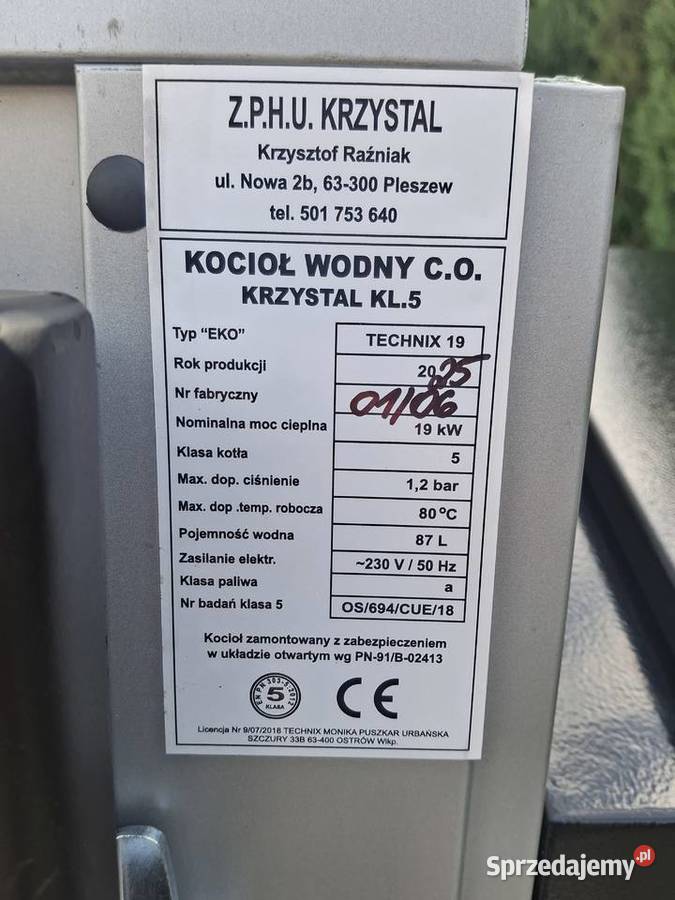 Z.P.H.U. KRZYSTAL
Krzysztof Raźniak
ul. Nowa 2b, 63-300 Pleszew
tel. 501 753 640
KOCIOŁ WODNY C.O.
KRZYSTAL KL.5
Typ “EKO” TECHNIX 19
Rok produkcji 2025
Nr fabryczny 01/06
Nominalna moc cieplna 19 kW
Klasa kotła 5
Max. dop. ciśnienie 1,2 bar
Max. dop .temp. robocza 80 °C
Pojemność wodna 87 L
Zasilanie elektr. ~230 V / 50 Hz
Klasa paliwa a
Nr badań klasa 5 OS/694/CUE/18
Kocioł zamontowany z zabezpieczeniem
w układzie otwartym wg PN-91/B-02413
EN PN 303-5:2012
5
KLASA
CE
Licencja Nr 9/07/2018 TECHNIX MONIKA PUSZKAR URBAŃSKA
SZCZURY 33B 63-400 OSTRÓW Wlkp.
Sprzedajemy.pl